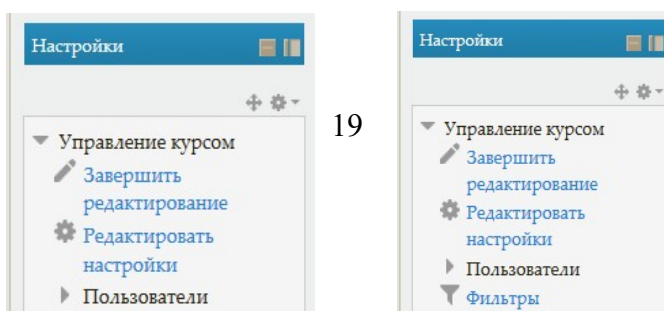 Настройки
Управление курсом
Завершить
редактирование
Редактировать
настройки
Пользователи
19
Настройки
Управление курсом
Завершить
редактирование
Редактировать
настройки
Пользователи
Фильтры